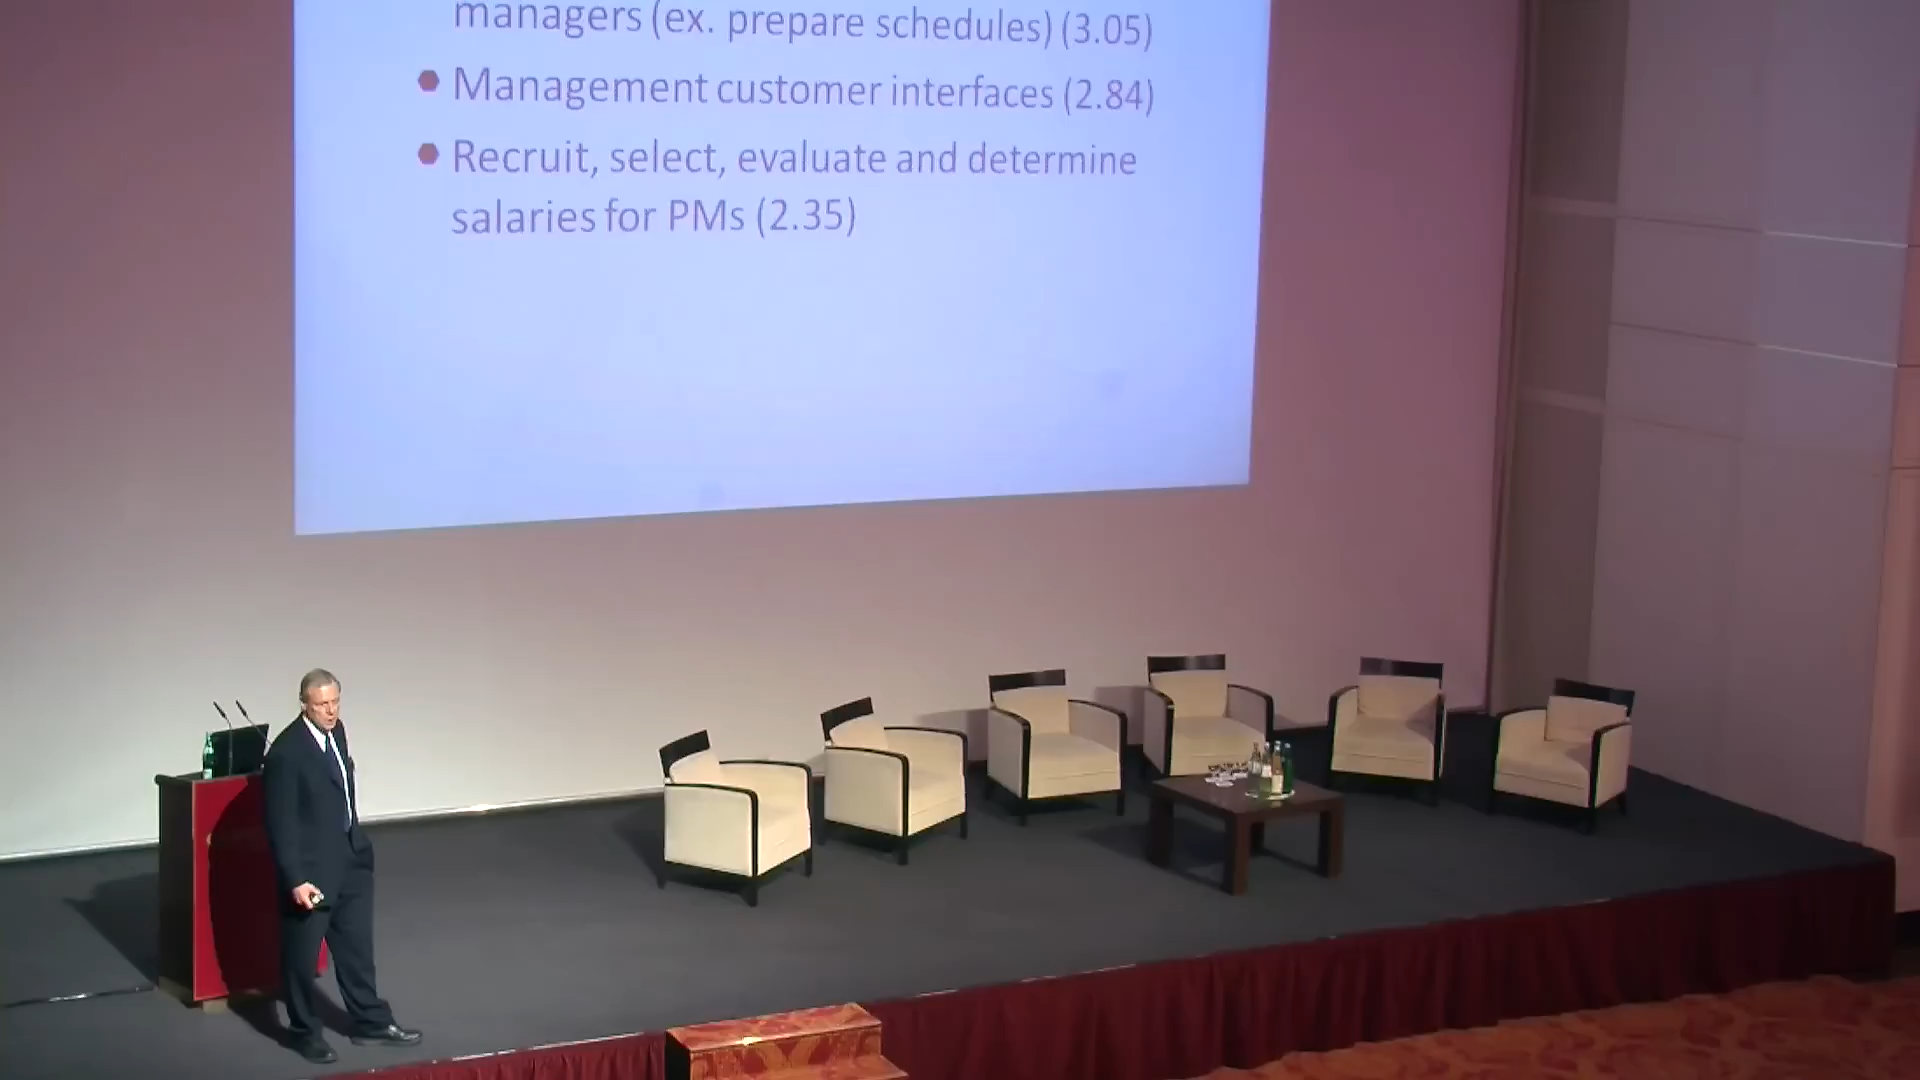 managers (ex. prepare schedules) (3.05)
Management customer interfaces (2.84)
Recruit, select, evaluate and determine
salaries for PMs (2.35)